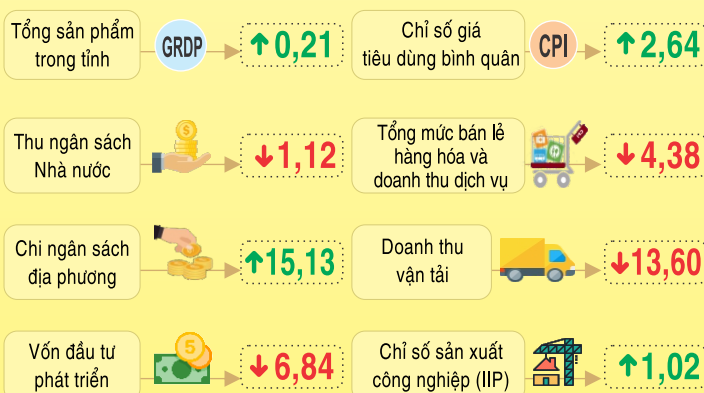 Tổng sản phẩm
trong tỉnh
GRDP
↑0,21
Chỉ số giá
tiêu dùng bình quân
CPI
↑2,64
Thu ngân sách
Nhà nước
$
↓1,12
Tổng mức bán lẻ
hàng hóa và
doanh thu dịch vụ
↓4,38
Chi ngân sách
địa phương
↑15,13
Doanh thu
vận tải
↓13,60
Vốn đầu tư
phát triển
5
↓6,84
Chỉ số sản xuất
công nghiệp (IIP)
↑1,02